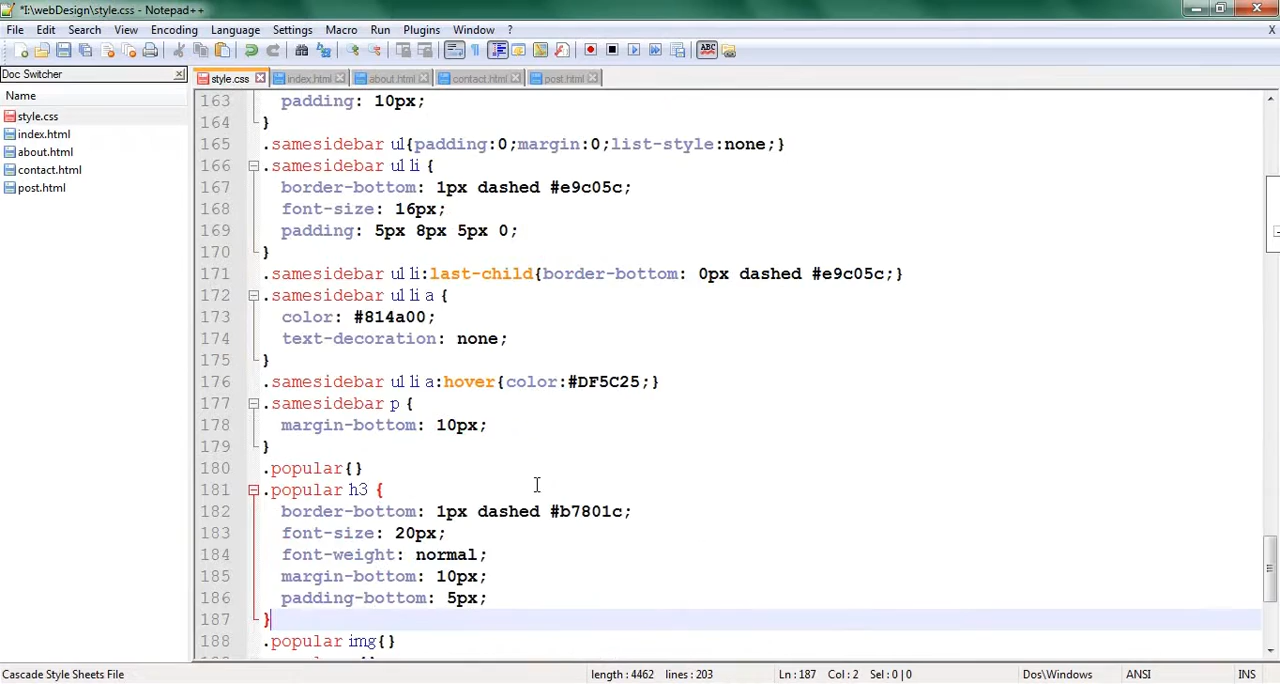 *I:\webDesign\style.css - Notepad++
File Edit Search View Encoding Language Settings Macro Run Plugins Window ? X
ABC
Doc Switcher
style.css index.html about.html contact.html post.html
Name
style.css
index.html
about.html
contact.html
post.html
163 padding: 10px;
164 }
165 .samesidebar ul{padding:0;margin:0;list-style:none;}
166 .samesidebar ul li {
167 border-bottom: 1px dashed #e9c05c;
168 font-size: 16px;
169 padding: 5px 8px 5px 0;
170 }
171 .samesidebar ul li:last-child{border-bottom: 0px dashed #e9c05c;}
172 .samesidebar ul li a {
173 color: #814a00;
174 text-decoration: none;
175 }
176 .samesidebar ul li a:hover{color:#DF5C25;}
177 .samesidebar p {
178 margin-bottom: 10px;
179 }
180 .popular{}
181 .popular h3 {
182 border-bottom: 1px dashed #b7801c;
183 font-size: 20px;
184 font-weight: normal;
185 margin-bottom: 10px;
186 padding-bottom: 5px;
187 }
188 .popular img{}
Cascade Style Sheets File length : 4462 lines : 203 Ln : 187 Col : 2 Sel : 0 | 0 Dos\Windows ANSI INS